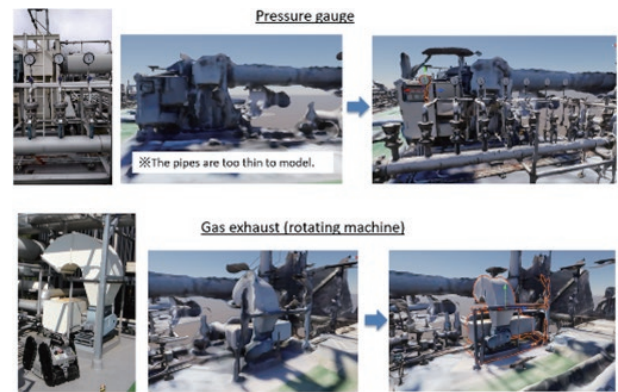 Pressure gauge
※The pipes are too thin to model.
Gas exhaust (rotating machine)